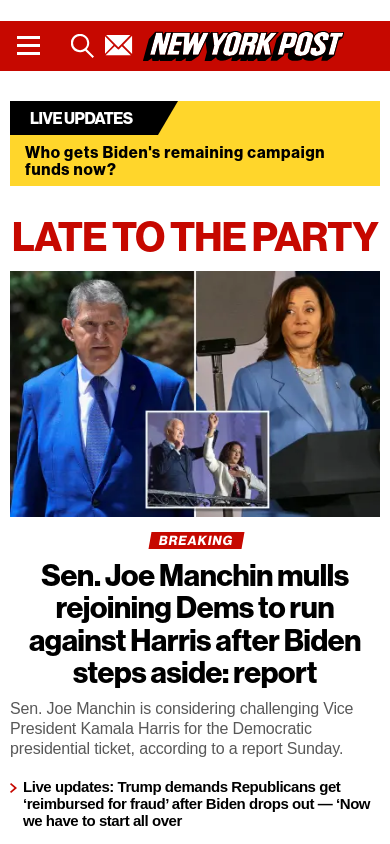 NEW YORK POST
LIVE UPDATES
Who gets Biden's remaining campaign
funds now?
LATE TO THE PARTY
BREAKING
Sen. Joe Manchin mulls
rejoining Dems to run
against Harris after Biden
steps aside: report
Sen. Joe Manchin is considering challenging Vice
President Kamala Harris for the Democratic
presidential ticket, according to a report Sunday.
Live updates: Trump demands Republicans get
‘reimbursed for fraud’ after Biden drops out — ‘Now
we have to start all over